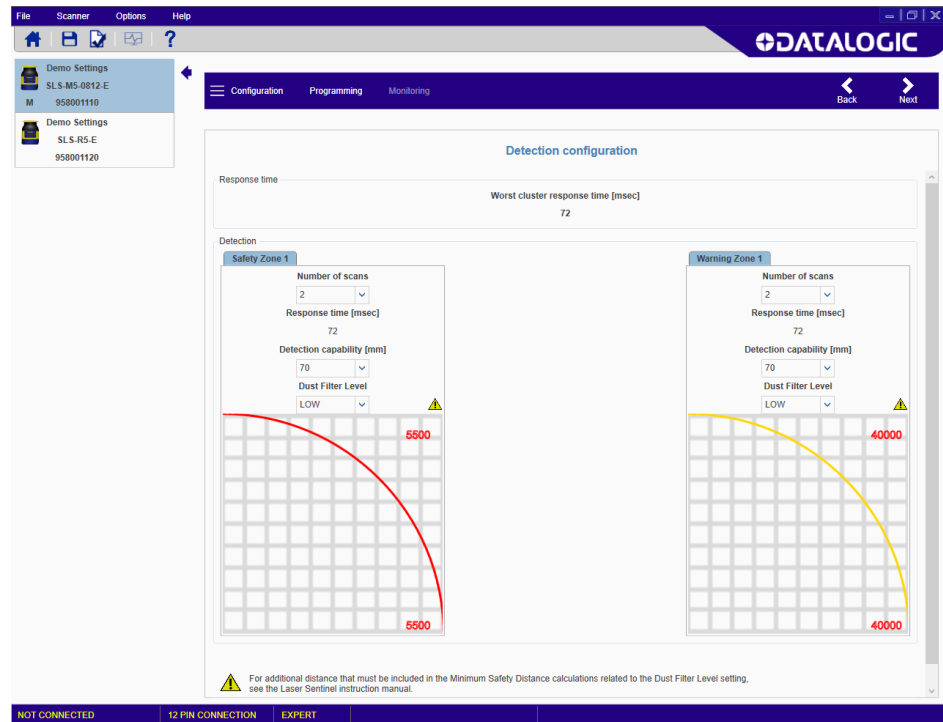 File Scanner Options Help
DATALOGIC
Demo Settings
SLS-M5-0812-E
M 958001110
Demo Settings
SLS-R5-E
958001120
Configuration Programming Monitoring Back Next
Detection configuration
Response time
Worst cluster response time [msec]
72
Detection
Safety Zone 1
Number of scans
2
Response time [msec]
72
Detection capability [mm]
70
Dust Filter Level
LOW
5500
5500
Warning Zone 1
Number of scans
2
Response time [msec]
72
Detection capability [mm]
70
Dust Filter Level
LOW
40000
40000
For additional distance that must be included in the Minimum Safety Distance calculations related to the Dust Filter Level setting,
see the Laser Sentinel instruction manual.
NOT CONNECTED 12 PIN CONNECTION EXPERT